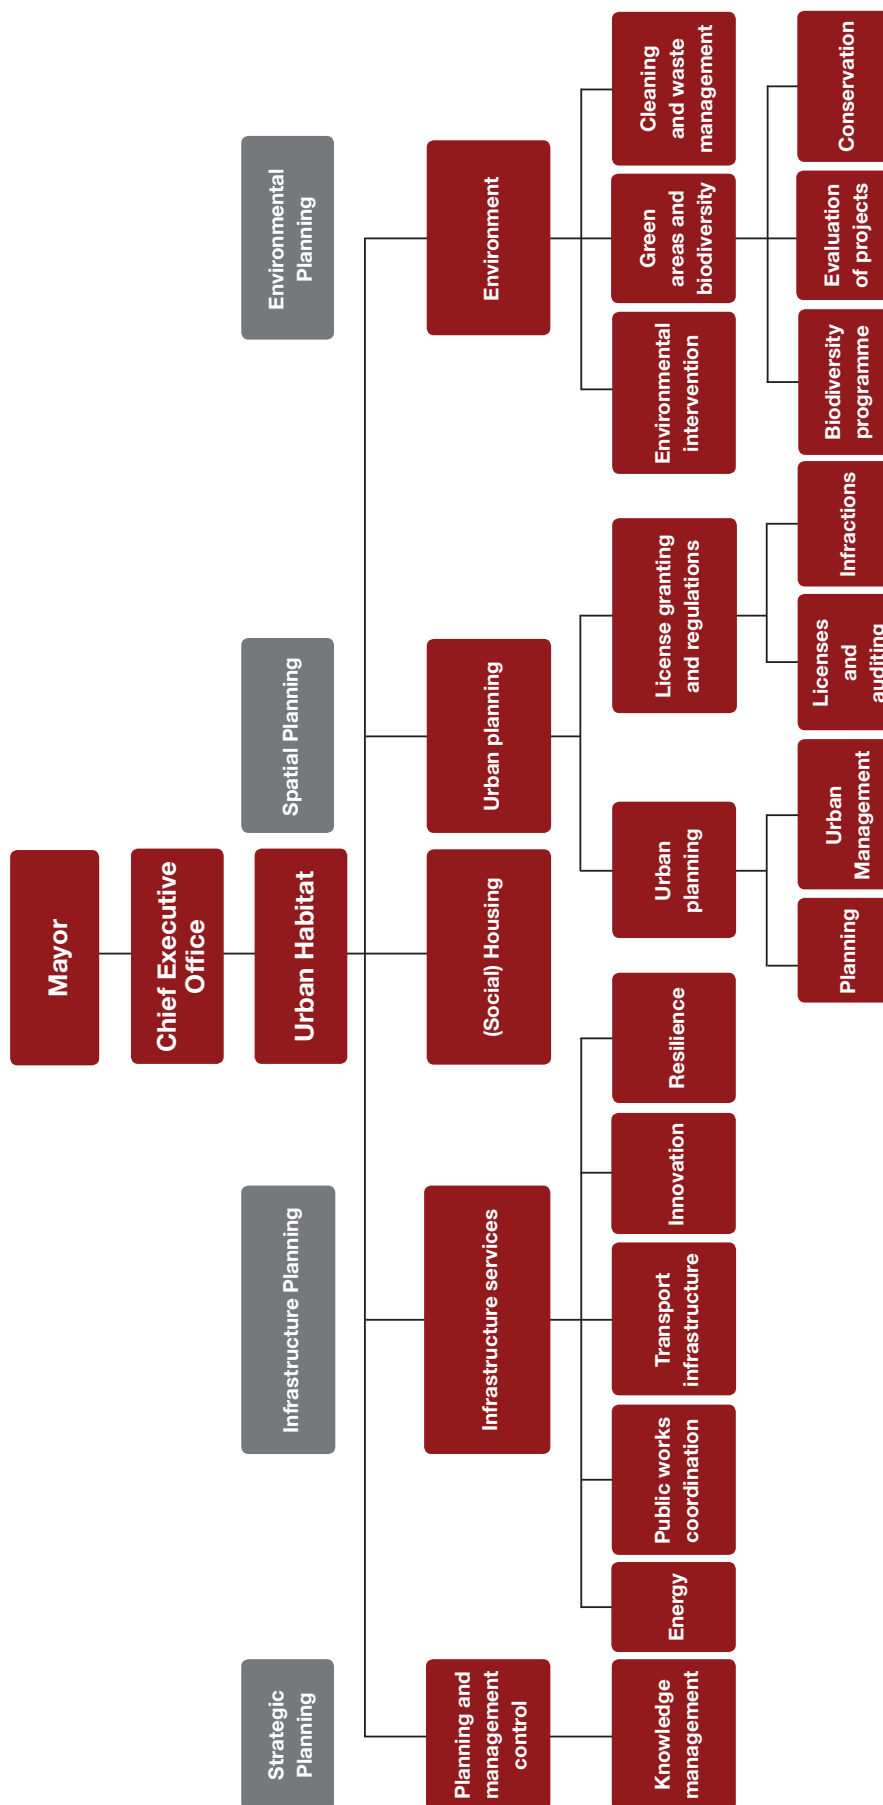 Mayor
Chief Executive
Office
Urban Habitat
Strategic
Planning
Infrastructure Planning
Spatial Planning
Environmental
Planning
Planning and
management
control
Infrastructure services
(Social) Housing
Urban planning
Environment
Knowledge
management
Energy
Public works
coordination
Transport
infrastructure
Innovation
Resilience
Urban
planning
License granting
and regulations
Environmental
intervention
Green
areas and
biodiversity
Cleaning
and waste
management
Planning
Urban
Management
Licenses
and
auditing
Infractions
Biodiversity
programme
Evaluation
of projects
Conservation